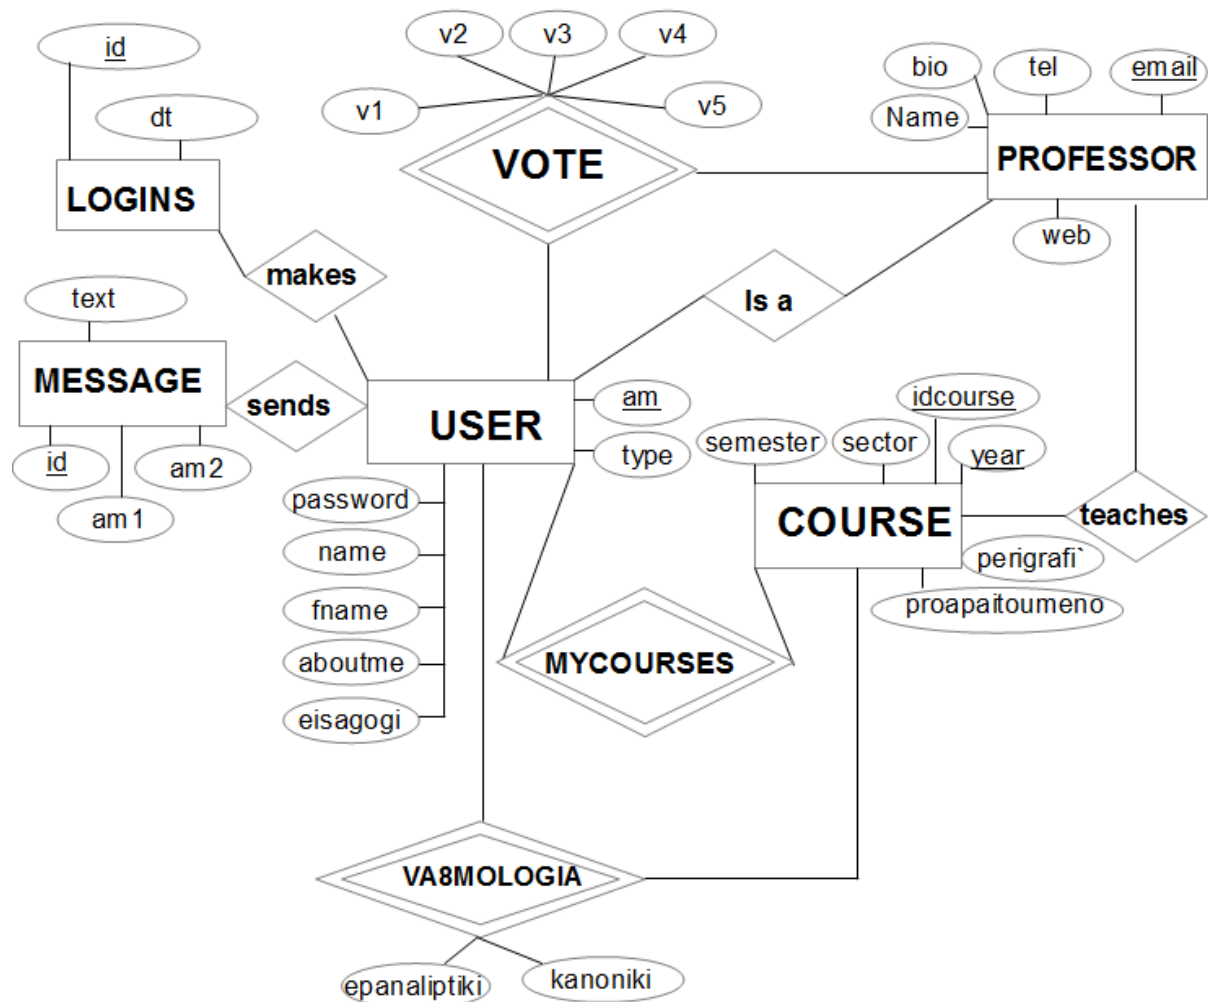 id
v2
v3
v4
bio
tel
email
v1
v5
Name
dt
VOTE
PROFESSOR
LOGINS
web
makes
Is a
text
MESSAGE
sends
USER
am
type
id
am2
am1
semester
sector
idcourse
year
password
name
fname
aboutme
eisagogi
COURSE
teaches
perigrafi`
proapaitoumeno
MYCOURSES
VA8MOLOGIA
epanaliptiki
kanoniki